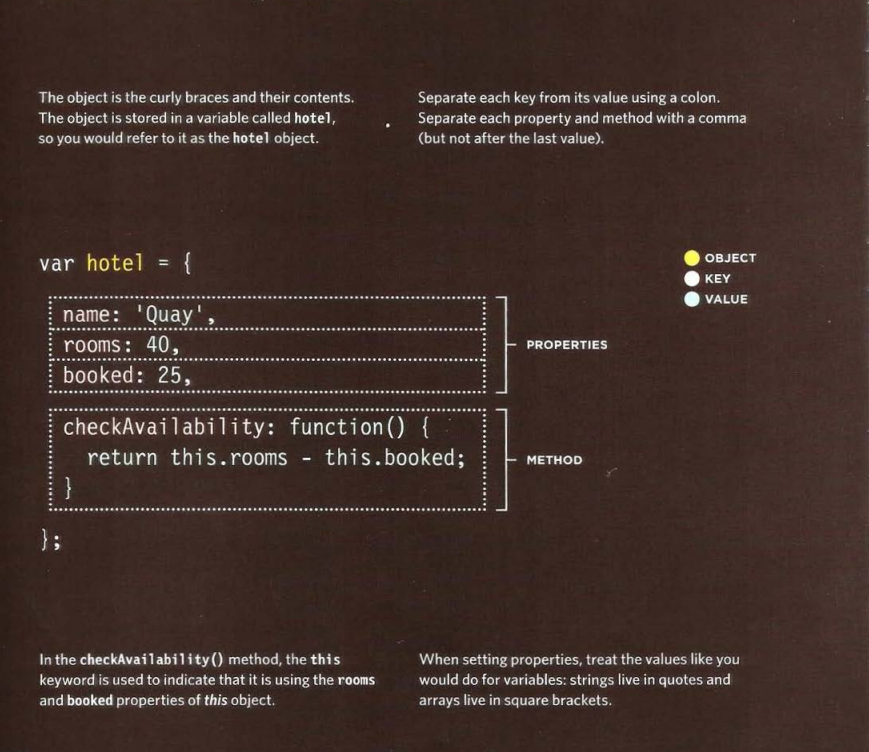 The object is the curly braces and their contents.
The object is stored in a variable called hotel,
so you would refer to it as the hotel object.
Separate each key from its value using a colon.
Separate each property and method with a comma
(but not after the last value).
var hotel = {
name: 'Quay',
rooms: 40,
booked: 25,
checkAvailability: function() {
return this.rooms - this.booked;
}
};
OBJECT
KEY
VALUE
PROPERTIES
METHOD
In the checkAvailability() method, the this
keyword is used to indicate that it is using the rooms
and booked properties of this object.
When setting properties, treat the values like you
would do for variables: strings live in quotes and
arrays live in square brackets.